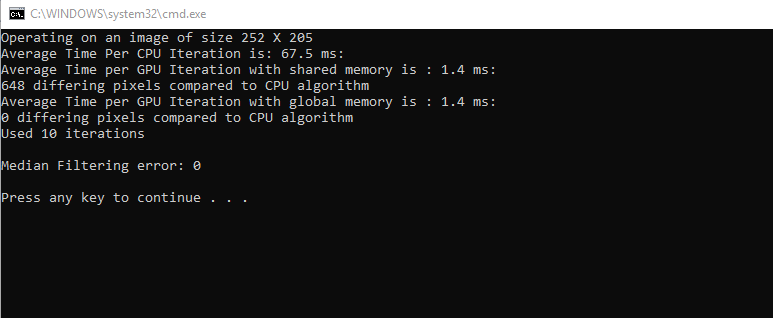 C:\WINDOWS\system32\cmd.exe
Operating on an image of size 252 X 205
Average Time Per CPU Iteration is: 67.5 ms:
Average Time per GPU Iteration with shared memory is : 1.4 ms:
648 differing pixels compared to CPU algorithm
Average Time per GPU Iteration with global memory is : 1.4 ms:
0 differing pixels compared to CPU algorithm
Used 10 iterations
Median Filtering error: 0
Press any key to continue . . .